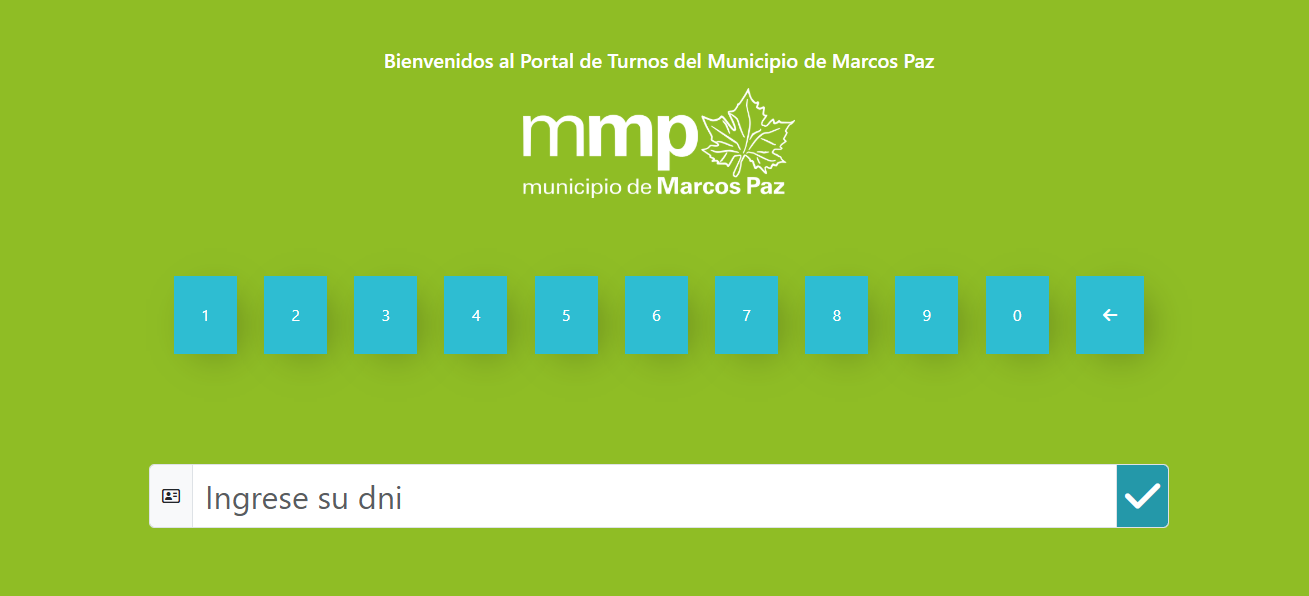 Bienvenidos al Portal de Turnos del Municipio de Marcos Paz
mmp
municipio de Marcos Paz
1 2 3 4 5 6 7 8 9 0
Ingrese su dni